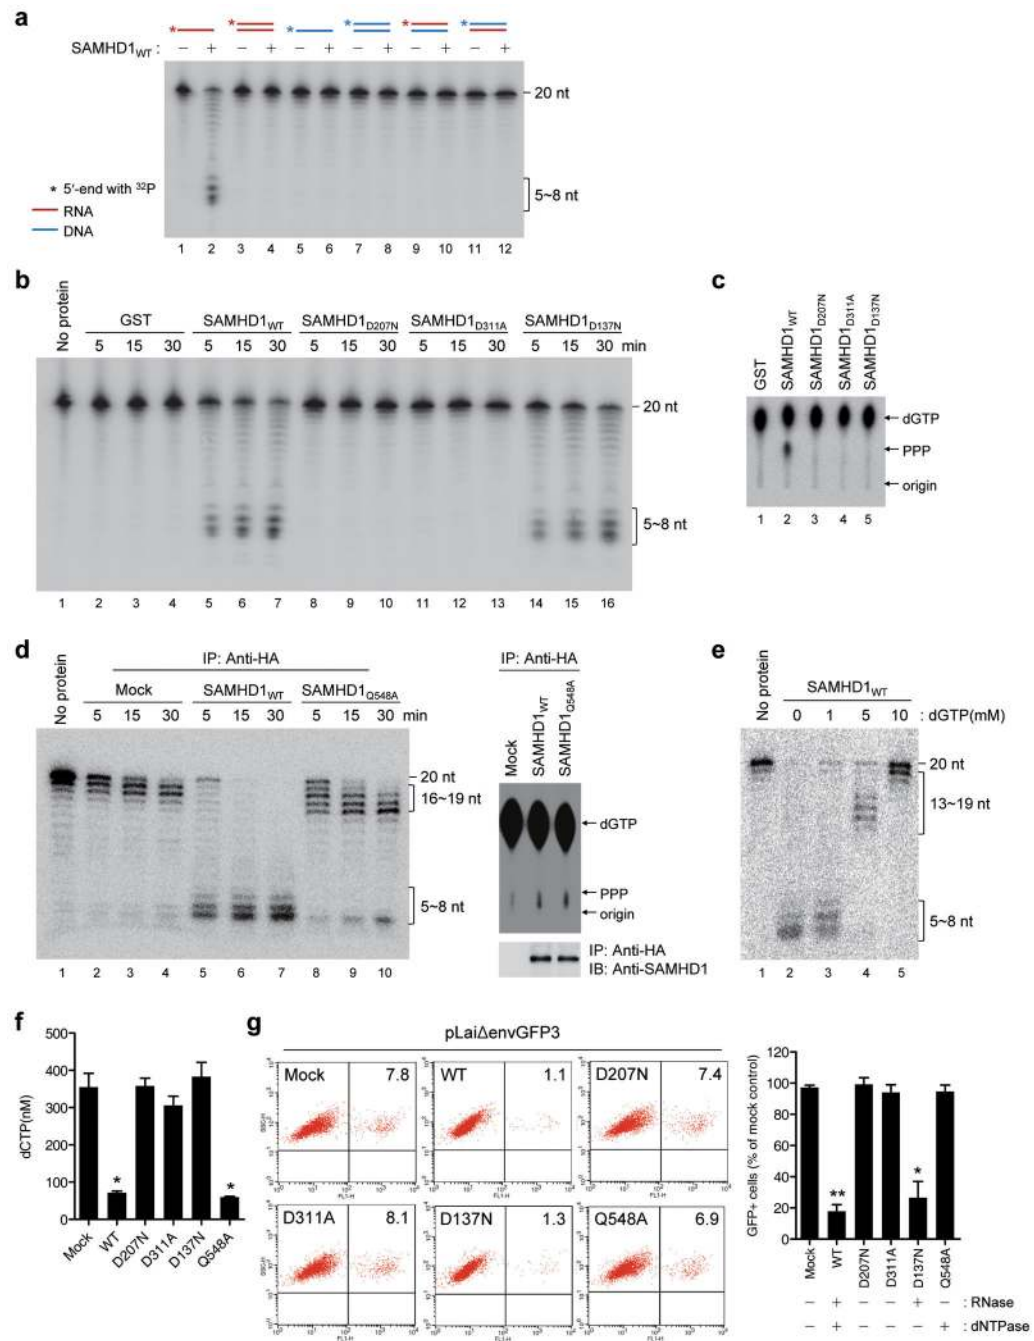 a
SAMHD1WT : − + − + − + − + − + − +
20 nt
* 5′-end with 32P
RNA
DNA
5~8 nt
1 2 3 4 5 6 7 8 9 10 11 12
b
No protein
GST SAMHD1WT SAMHD1D207N SAMHD1D311A SAMHD1D137N
5 15 30 5 15 30 5 15 30 5 15 30 5 15 30 min
20 nt
5~8 nt
1 2 3 4 5 6 7 8 9 10 11 12 13 14 15 16
c
GST
SAMHD1WT
SAMHD1D207N
SAMHD1D311A
SAMHD1D137N
dGTP
PPP
origin
1 2 3 4 5
d
IP: Anti-HA
No protein
Mock SAMHD1WT SAMHD1Q548A
5 15 30 5 15 30 5 15 30 min
20 nt
16~19 nt
5~8 nt
1 2 3 4 5 6 7 8 9 10
IP: Anti-HA
Mock
SAMHD1WT
SAMHD1Q548A
dGTP
PPP
origin
IP: Anti-HA
IB: Anti-SAMHD1
e
No protein
SAMHD1WT
0 1 5 10 : dGTP(mM)
20 nt
13~19 nt
5~8 nt
1 2 3 4 5
f
dCTP(nM)
500
400
300
200
100
0
* *
Mock WT D207N D311A D137N Q548A
g
pLaiΔenvGFP3
Mock 7.8
WT 1.1
D207N 7.4
D311A 8.1
D137N 1.3
Q548A 6.9
FL1-H
GFP+ cells (% of mock control)
120
100
80
60
40
20
0
** *
Mock WT D207N D311A D137N Q548A
− + − − + − : RNase
− + − − − + : dNTPase